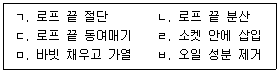 ㄱ. 로프 끝 절단 ㄴ. 로프 끝 분산
ㄷ. 로프 끝 동여매기 ㄹ. 소켓 안에 삽입
ㅁ. 바빗 채우고 가열 ㅂ. 오일 성분 제거